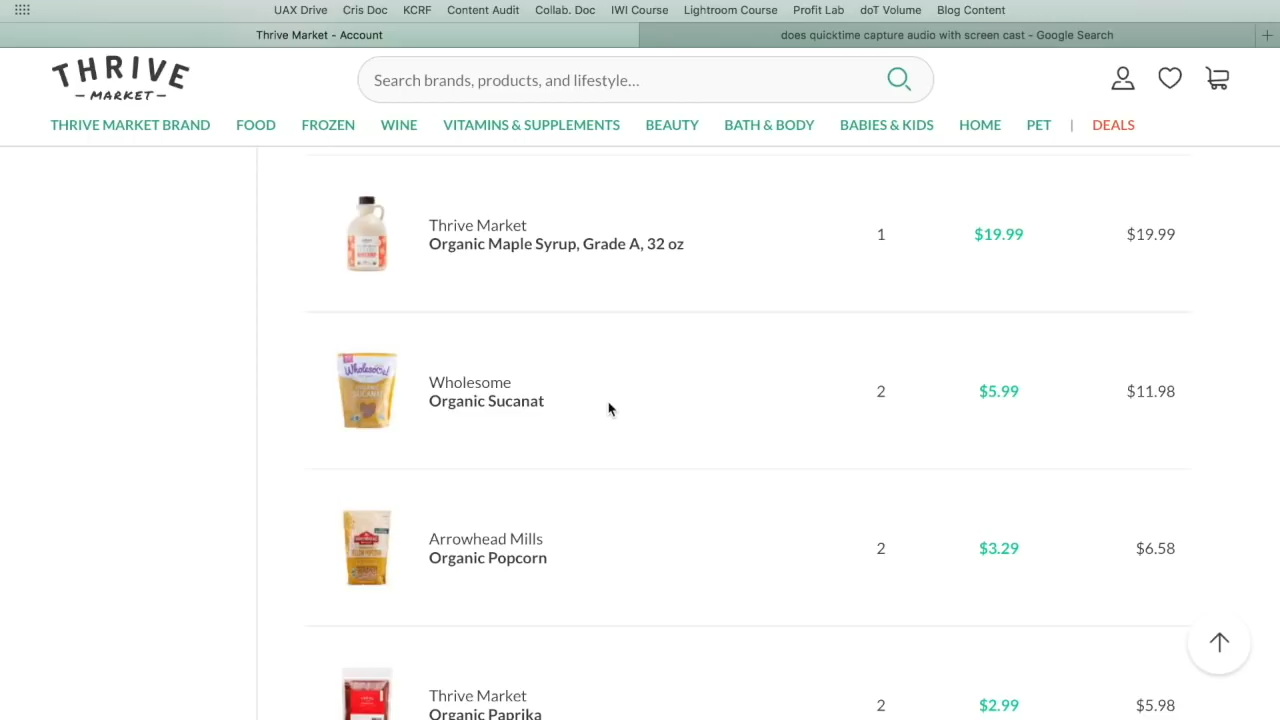 UAX Drive Cris Doc KCRF Content Audit Collab. Doc IWI Course Lightroom Course Profit Lab doT Volume Blog Content
Thrive Market - Account
does quicktime capture audio with screen cast - Google Search
THRIVE
MARKET
Search brands, products, and lifestyle...
THRIVE MARKET BRAND FOOD FROZEN WINE VITAMINS & SUPPLEMENTS BEAUTY BATH & BODY BABIES & KIDS HOME PET | DEALS
Thrive Market
Organic Maple Syrup, Grade A, 32 oz
1 $19.99 $19.99
Wholesome
Organic Sucanat
2 $5.99 $11.98
Arrowhead Mills
Organic Popcorn
2 $3.29 $6.58
Thrive Market
Organic Paprika
2 $2.99 $5.98